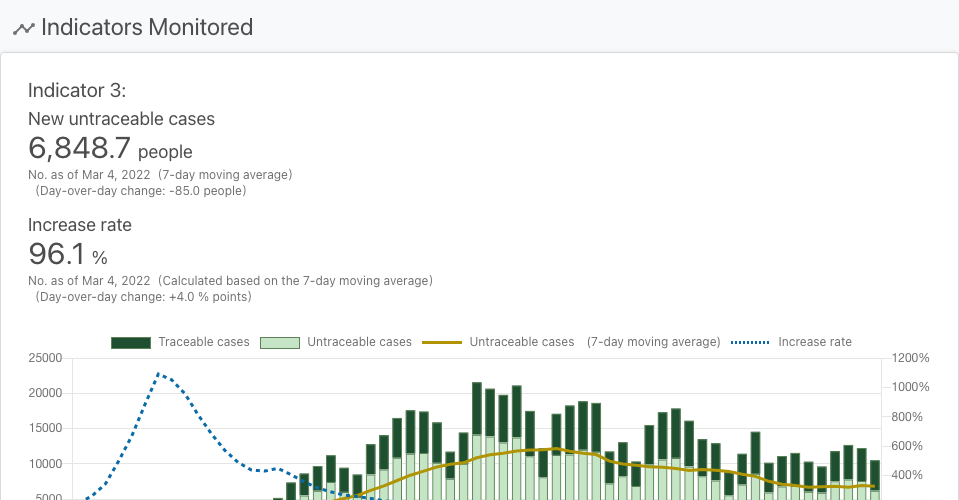 Indicators Monitored
Indicator 3:
New untraceable cases
6,848.7 people
No. as of Mar 4, 2022 (7-day moving average)
(Day-over-day change: -85.0 people)
Increase rate
96.1 %
No. as of Mar 4, 2022 (Calculated based on the 7-day moving average)
(Day-over-day change: +4.0 % points)
Traceable cases Untraceable cases Untraceable cases (7-day moving average) Increase rate
25000 1200%
20000 1000%
15000 800%
10000 600%
5000 400%